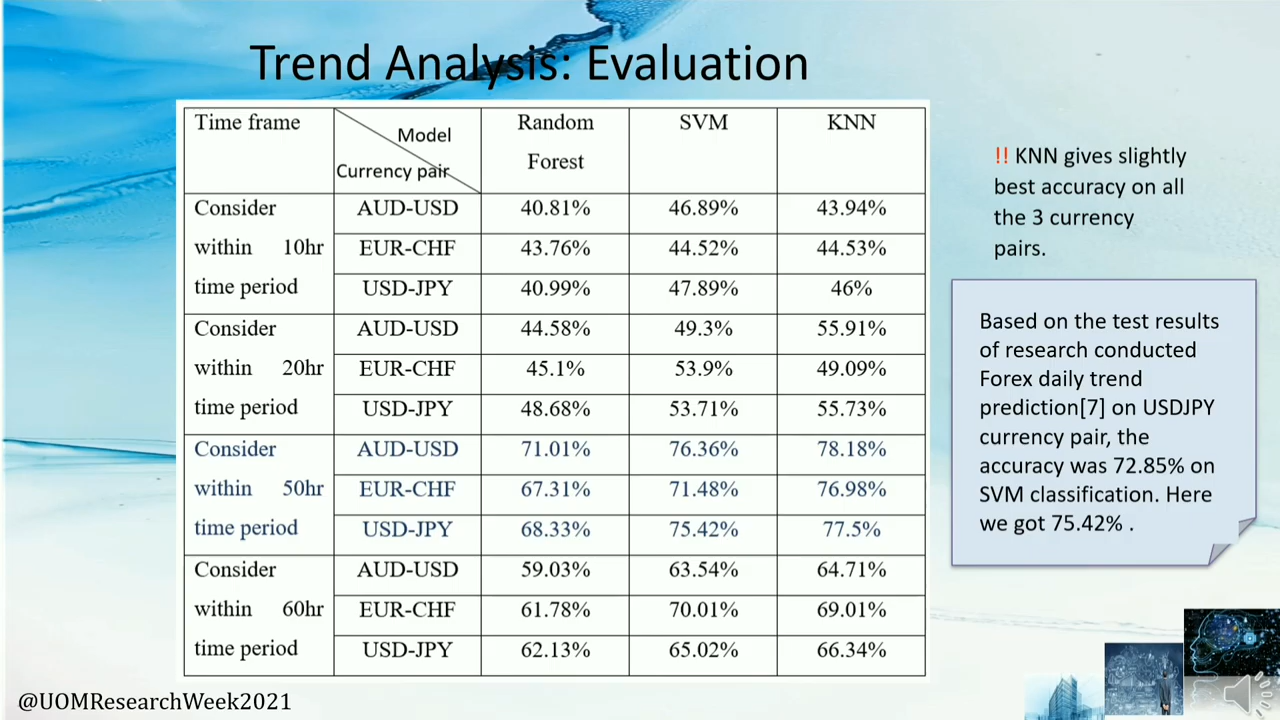 Trend Analysis: Evaluation
Time frame
Model
Currency pair
Random
Forest
SVM
KNN
Consider
within 10hr
time period
AUD-USD 40.81% 46.89% 43.94%
EUR-CHF 43.76% 44.52% 44.53%
USD-JPY 40.99% 47.89% 46%
Consider
within 20hr
time period
AUD-USD 44.58% 49.3% 55.91%
EUR-CHF 45.1% 53.9% 49.09%
USD-JPY 48.68% 53.71% 55.73%
Consider
within 50hr
time period
AUD-USD 71.01% 76.36% 78.18%
EUR-CHF 67.31% 71.48% 76.98%
USD-JPY 68.33% 75.42% 77.5%
Consider
within 60hr
time period
AUD-USD 59.03% 63.54% 64.71%
EUR-CHF 61.78% 70.01% 69.01%
USD-JPY 62.13% 65.02% 66.34%
!! KNN gives slightly
best accuracy on all
the 3 currency
pairs.
Based on the test results
of research conducted
Forex daily trend
prediction[7] on USDJPY
currency pair, the
accuracy was 72.85% on
SVM classification. Here
we got 75.42% .
@UOMResearchWeek2021